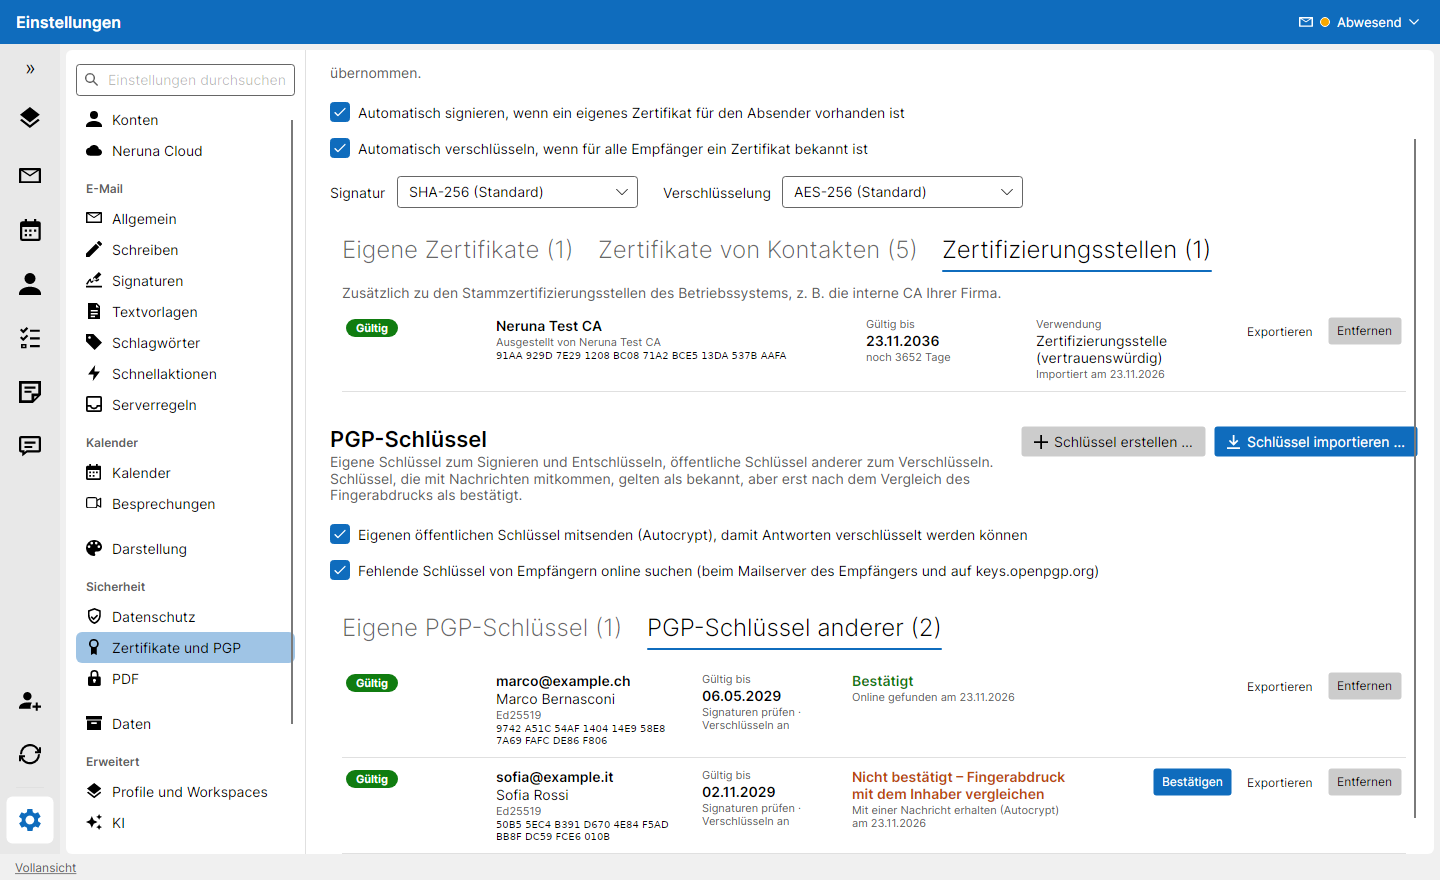 Einstellungen
Abwesend
Einstellungen durchsuchen
Konten
Neruna Cloud
E-Mail
Allgemein
Schreiben
Signaturen
Textvorlagen
Schlagwörter
Schnellaktionen
Serverregeln
Kalender
Kalender
Besprechungen
Darstellung
Sicherheit
Datenschutz
Zertifikate und PGP
PDF
Daten
Erweitert
Profile und Workspaces
KI
Vollansicht
übernommen.
Automatisch signieren, wenn ein eigenes Zertifikat für den Absender vorhanden ist
Automatisch verschlüsseln, wenn für alle Empfänger ein Zertifikat bekannt ist
Signatur SHA-256 (Standard) Verschlüsselung AES-256 (Standard)
Eigene Zertifikate (1) Zertifikate von Kontakten (5) Zertifizierungsstellen (1)
Zusätzlich zu den Stammzertifizierungsstellen des Betriebssystems, z. B. die interne CA Ihrer Firma.
Gültig
Neruna Test CA
Ausgestellt von Neruna Test CA
91AA 929D 7E29 1208 BC08 71A2 BCE5 13DA 537B AAFA
Gültig bis
23.11.2036
noch 3652 Tage
Verwendung
Zertifizierungsstelle
(vertrauenswürdig)
Importiert am 23.11.2026
Exportieren
Entfernen
PGP-Schlüssel
Schlüssel erstellen ...
Schlüssel importieren ...
Eigene Schlüssel zum Signieren und Entschlüsseln, öffentliche Schlüssel anderer zum Verschlüsseln.
Schlüssel, die mit Nachrichten mitkommen, gelten als bekannt, aber erst nach dem Vergleich des
Fingerabdrucks als bestätigt.
Eigenen öffentlichen Schlüssel mitsenden (Autocrypt), damit Antworten verschlüsselt werden können
Fehlende Schlüssel von Empfängern online suchen (beim Mailserver des Empfängers und auf keys.openpgp.org)
Eigene PGP-Schlüssel (1) PGP-Schlüssel anderer (2)
Gültig
marco@example.ch
Marco Bernasconi
Ed25519
9742 A51C 54AF 1404 14E9 58E8
7A69 FAFC DE86 F806
Gültig bis
06.05.2029
Signaturen prüfen ·
Verschlüsseln an
Bestätigt
Online gefunden am 23.11.2026
Exportieren
Entfernen
Gültig
sofia@example.it
Sofia Rossi
Ed25519
50B5 5EC4 B391 D670 4E84 F5AD
BB8F DC59 FCE6 010B
Gültig bis
02.11.2029
Signaturen prüfen ·
Verschlüsseln an
Nicht bestätigt – Fingerabdruck
mit dem Inhaber vergleichen
Mit einer Nachricht erhalten (Autocrypt)
am 23.11.2026
Bestätigen
Exportieren
Entfernen